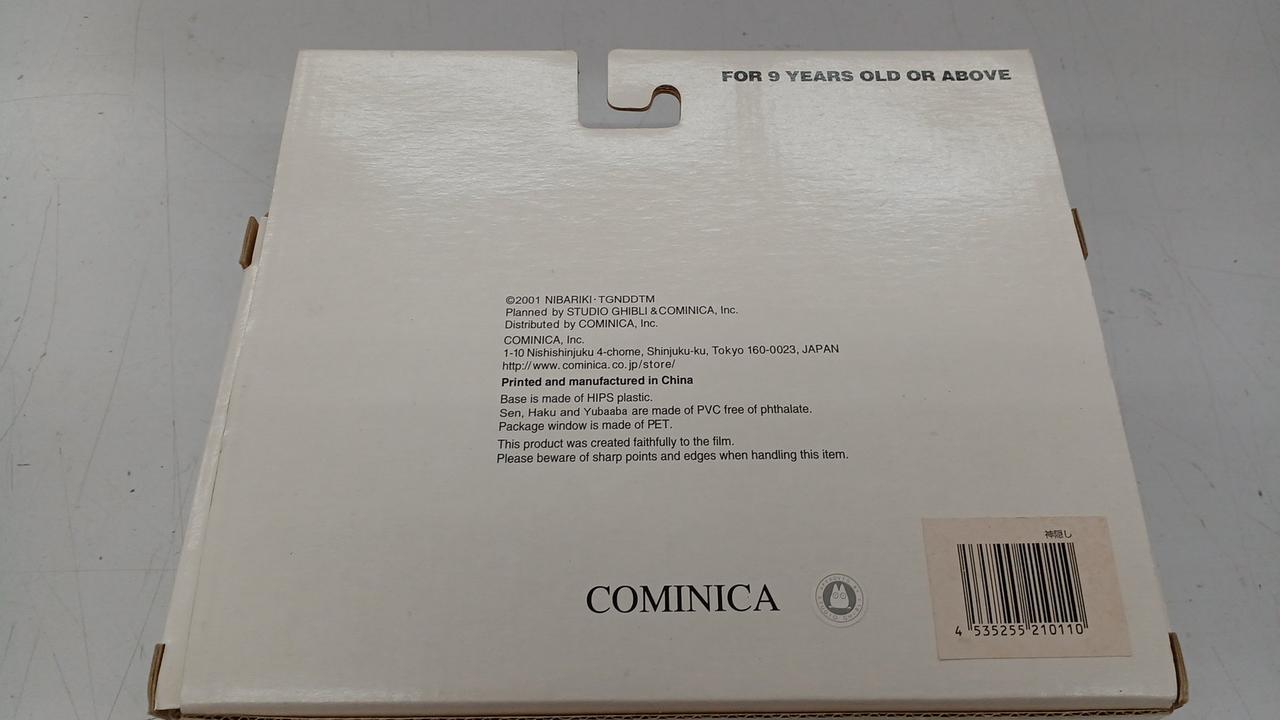 FOR 9 YEARS OLD OR ABOVE
©2001 NIBARIKI·TGNDDTM
Planned by STUDIO GHIBLI & COMINICA, Inc.
Distributed by COMINICA, Inc.
COMINICA, Inc.
1-10 Nishishinjuku 4-chome, Shinjuku-ku, Tokyo 160-0023, JAPAN
http://www.cominica.co.jp/store/
Printed and manufactured in China
Base is made of HIPS plastic.
Sen, Haku and Yubaaba are made of PVC free of phthalate.
Package window is made of PET.
This product was created faithfully to the film.
Please beware of sharp points and edges when handling this item.
神隠し
4 535255 210110
COMINICA